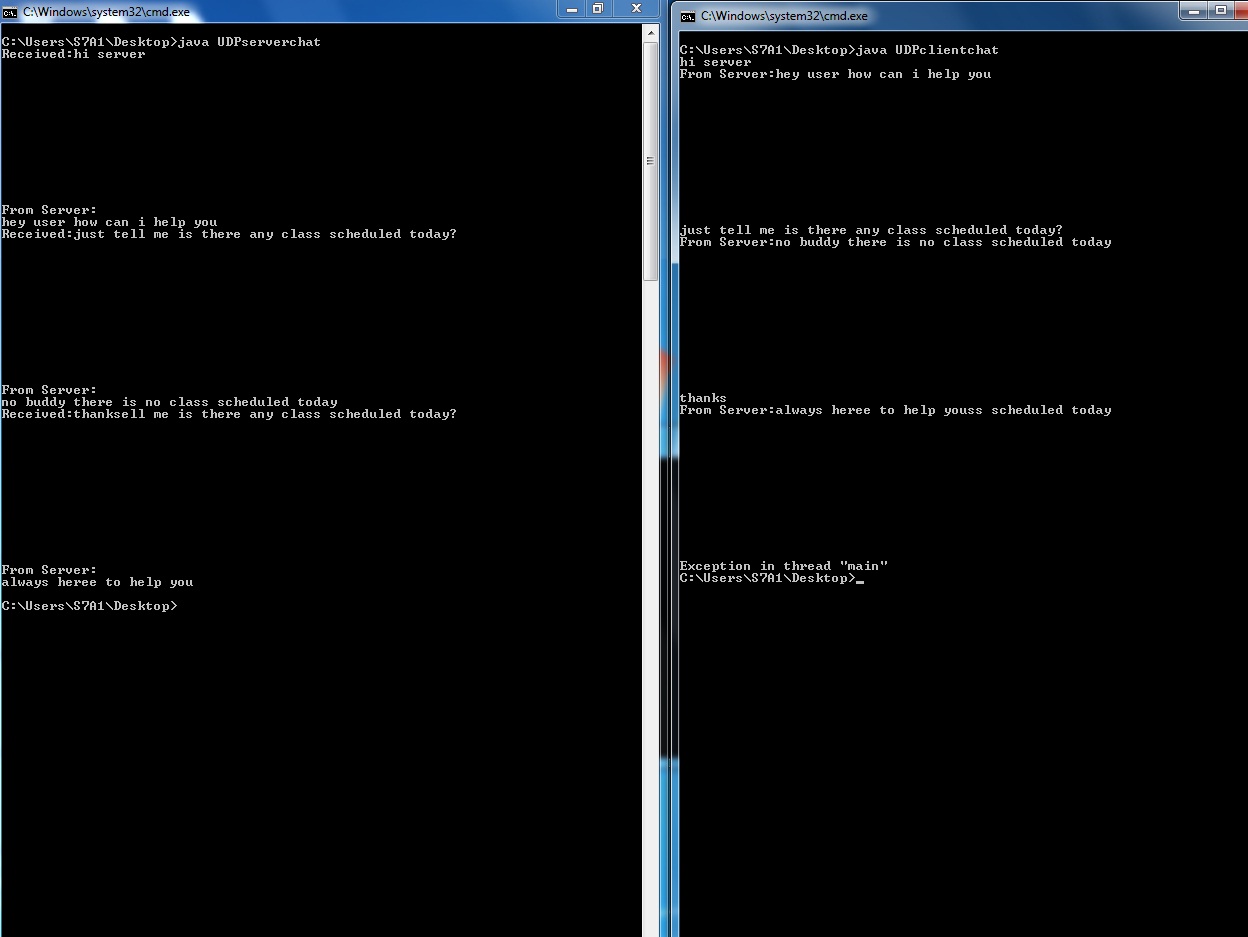 C:\Windows\system32\cmd.exe
C:\Users\S7A1\Desktop>java UDPserverchat
Received:hi server
From Server:
hey user how can i help you
Received:just tell me is there any class scheduled today?
From Server:
no buddy there is no class scheduled today
Received:thanksell me is there any class scheduled today?
From Server:
always heree to help you
C:\Users\S7A1\Desktop>
C:\Windows\system32\cmd.exe
C:\Users\S7A1\Desktop>java UDPclientchat
hi server
From Server:hey user how can i help you
just tell me is there any class scheduled today?
From Server:no buddy there is no class scheduled today
thanks
From Server:always heree to help youss scheduled today
Exception in thread "main"
C:\Users\S7A1\Desktop>_